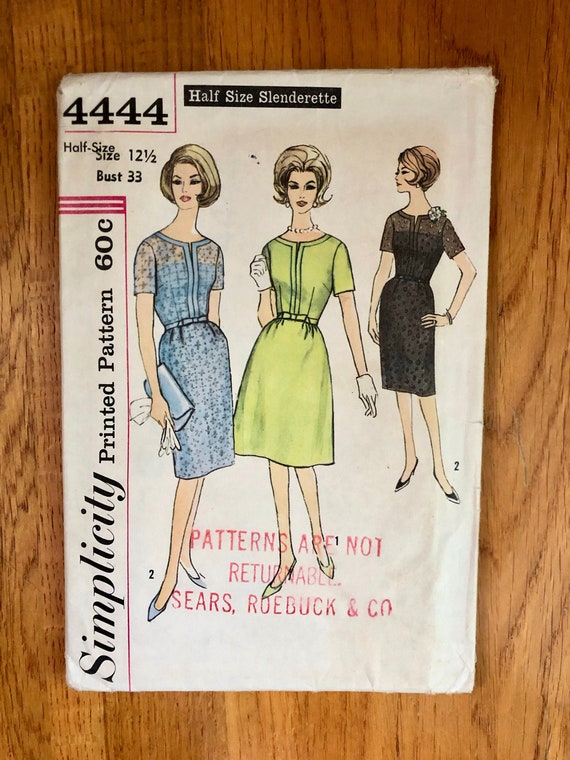 4444
Half Size Slenderette
Half-Size
Size 12½
Bust 33
Simplicity
Printed Pattern 60c
2
1
2
PATTERNS ARE NOT
RETURNABLE.
SEARS, ROEBUCK & CO